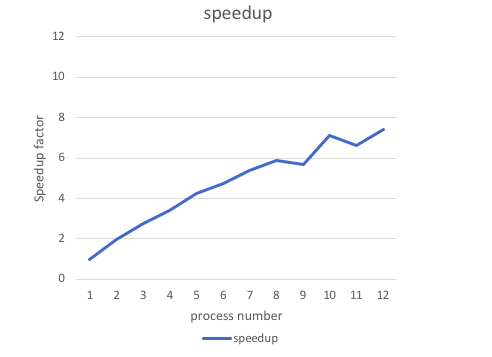 speedup
12
10
8
6
4
2
0
Speedup factor
1 2 3 4 5 6 7 8 9 10 11 12
process number
speedup